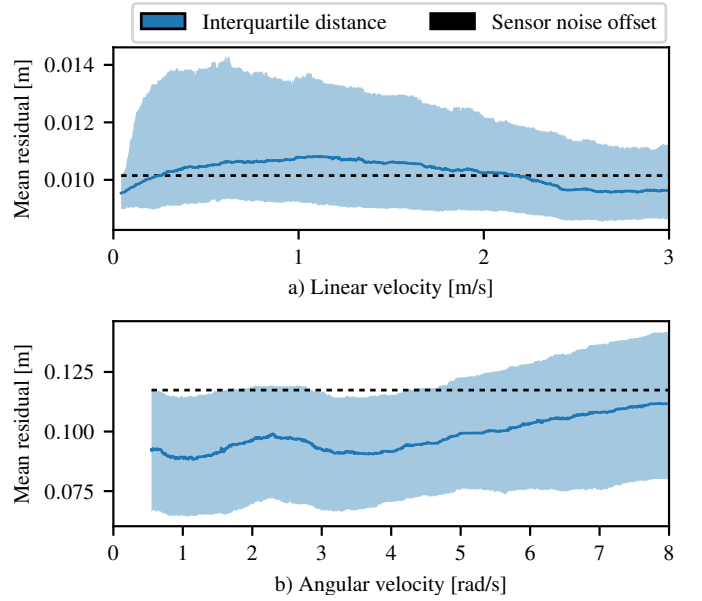 Interquartile distance Sensor noise offset
0.014
0.012
0.010
Mean residual [m]
0 1 2 3
a) Linear velocity [m/s]
0.125
0.100
0.075
Mean residual [m]
0 1 2 3 4 5 6 7 8
b) Angular velocity [rad/s]